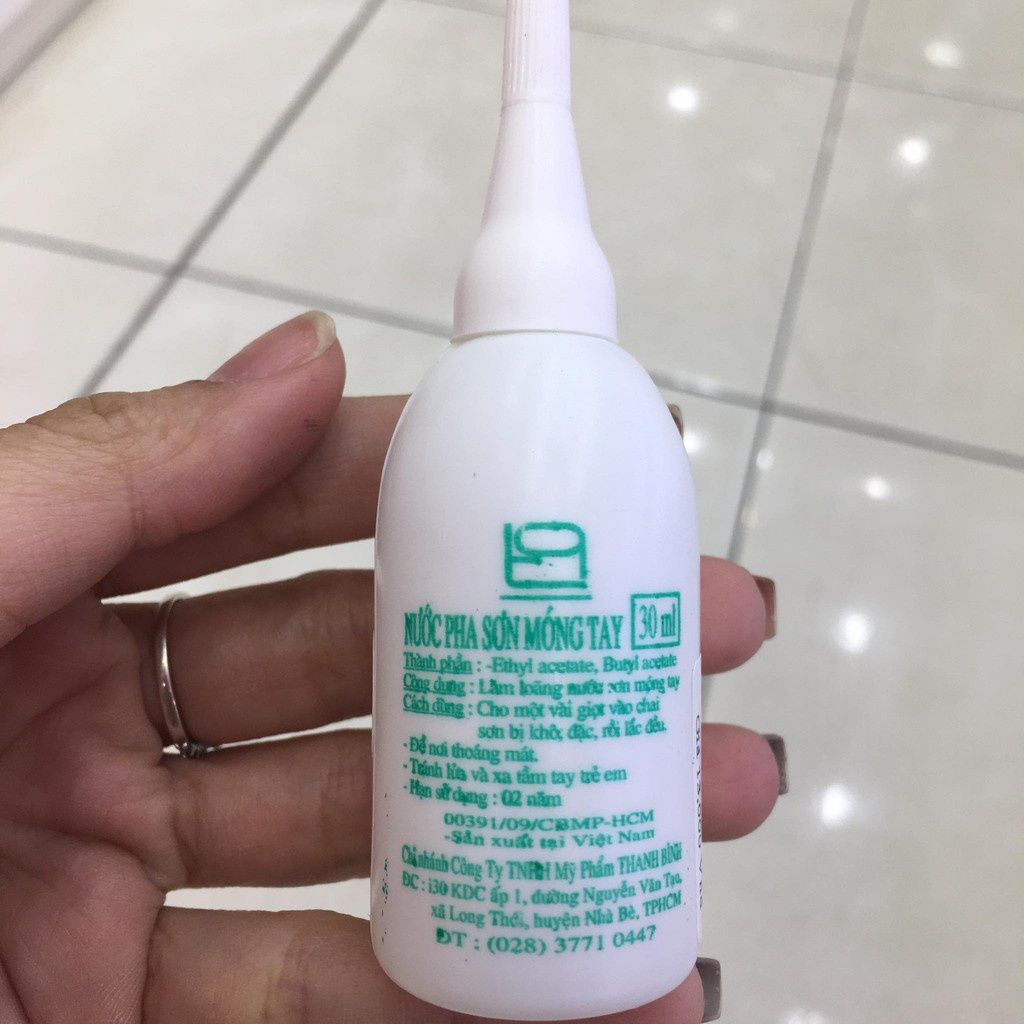 NƯỚC PHA SƠN MÓNG TAY 30 ml
Thành phần : -Ethyl acetate, Butyl acetate
Công dụng : Làm loãng nước sơn móng tay
Cách dùng : Cho một vài giọt vào chai
sơn bị khô, đặc, rồi lắc đều.
- Để nơi thoáng mát.
- Tránh lửa và xa tầm tay trẻ em
- Hạn sử dụng : 02 năm
00391/09/CBMP-HCM
-Sản xuất tại Việt Nam
Chi nhánh Công Ty TNHH Mỹ Phẩm THANH BÌNH
ĐC : i30 KDC ấp 1, đường Nguyễn Văn Tạo,
xã Long Thới, huyện Nhà Bè, TPHCM
ĐT : (028) 3771 0447